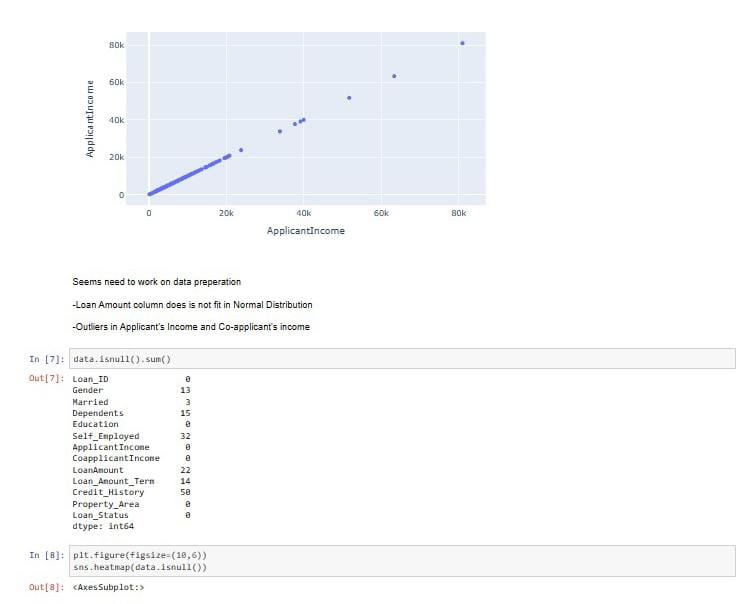 80k
60k
40k
20k
0
ApplicantIncome
0 20k 40k 60k 80k
ApplicantIncome
Seems need to work on data preperation
-Loan Amount column does is not fit in Normal Distribution
-Outliers in Applicant's Income and Co-applicant's income
In [7]: data.isnull().sum()
Out[7]: Loan_ID 0
Gender 13
Married 3
Dependents 15
Education 0
Self_Employed 32
ApplicantIncome 0
CoapplicantIncome 0
LoanAmount 22
Loan_Amount_Term 14
Credit_History 50
Property_Area 0
Loan_Status 0
dtype: int64
In [8]: plt.figure(figsize=(10,6))
sns.heatmap(data.isnull())
Out[8]: <AxesSubplot:>